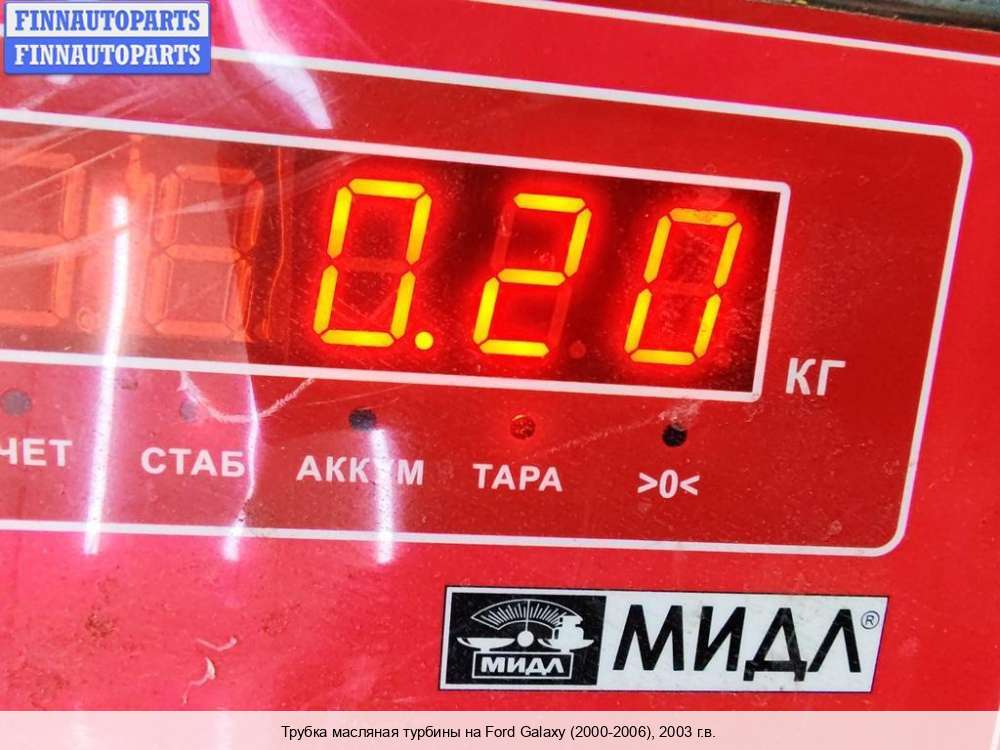 FINNAUTOPARTS
FINNAUTOPARTS
0.20
КГ
СТАБ
АККУМ
ТАРА
>0<
МИДЛ
МИДЛ®
Трубка масляная турбины на Ford Galaxy (2000-2006), 2003 г.в.